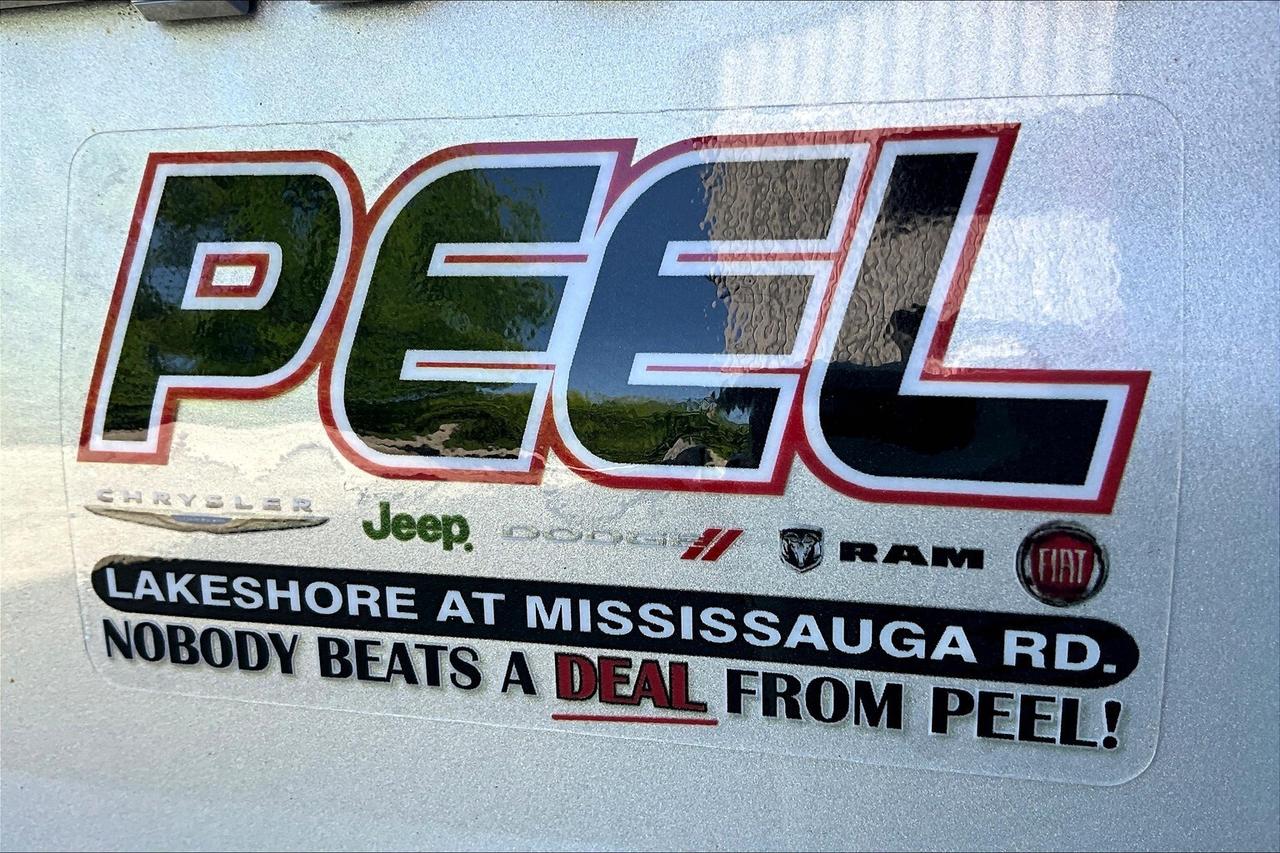 PEEL
CHRYSLER Jeep. DODGE RAM FIAT
LAKESHORE AT MISSISSAUGA RD.
NOBODY BEATS A DEAL FROM PEEL!